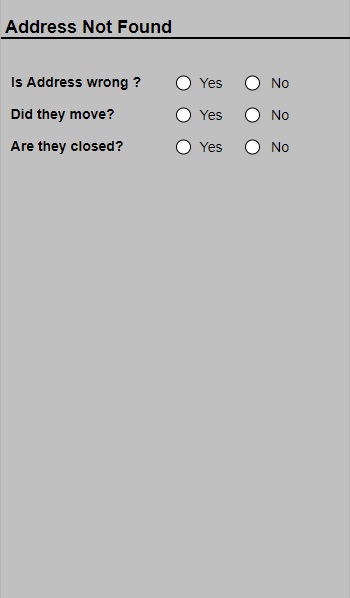 Address Not Found
Is Address wrong ? Yes No
Did they move? Yes No
Are they closed? Yes No